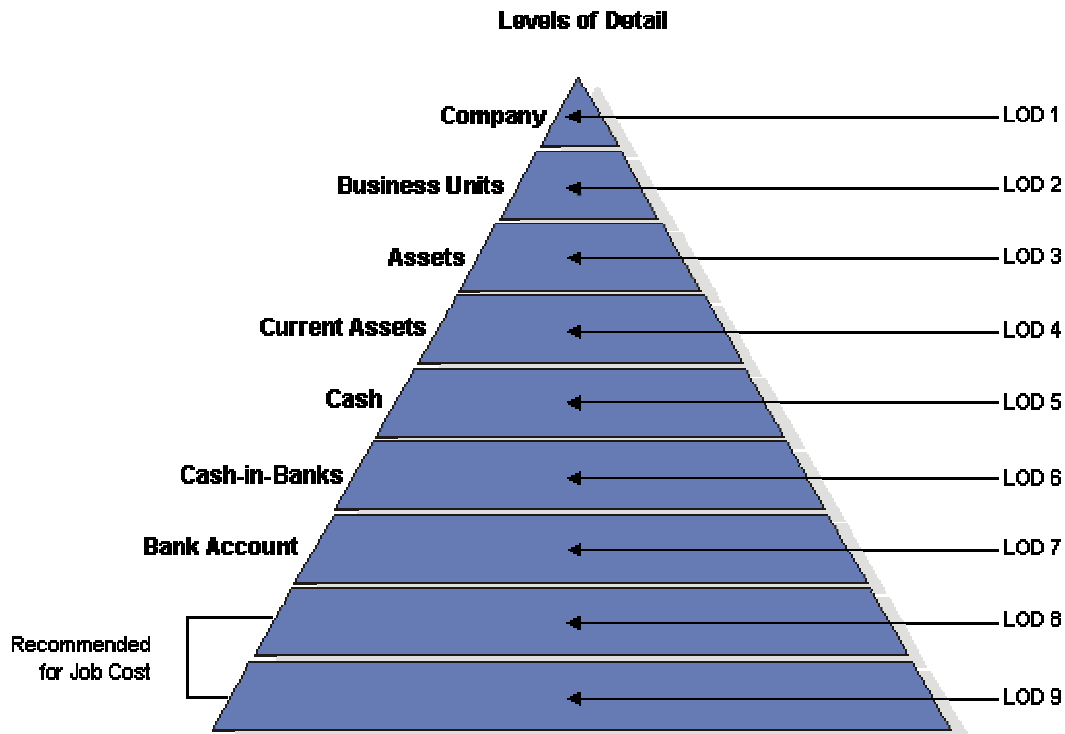 Levels of Detail
Company
LOD 1
Business Units
LOD 2
Assets
LOD 3
Current Assets
LOD 4
Cash
LOD 5
Cash-in-Banks
LOD 6
Bank Account
LOD 7
LOD 8
Recommended
for Job Cost
LOD 9